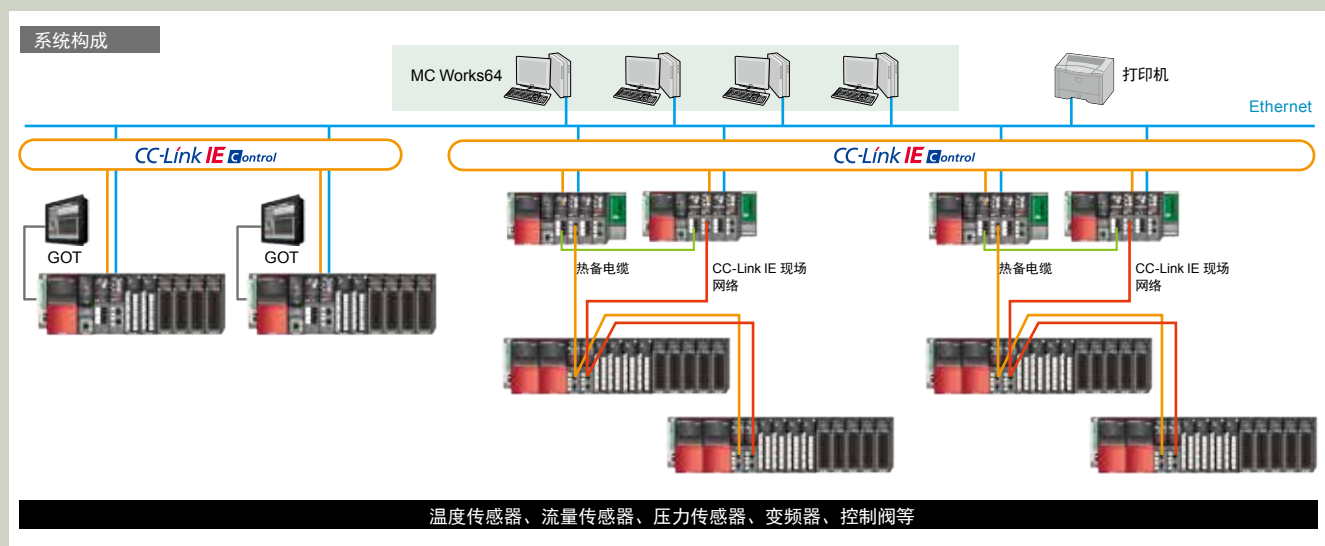 系统构成
MC Works64
打印机
Ethernet
CC-Link IE Control
CC-Link IE Control
GOT
GOT
热备电缆
CC-Link IE 现场
网络
热备电缆
CC-Link IE 现场
网络
温度传感器、流量传感器、压力传感器、变频器、控制阀等